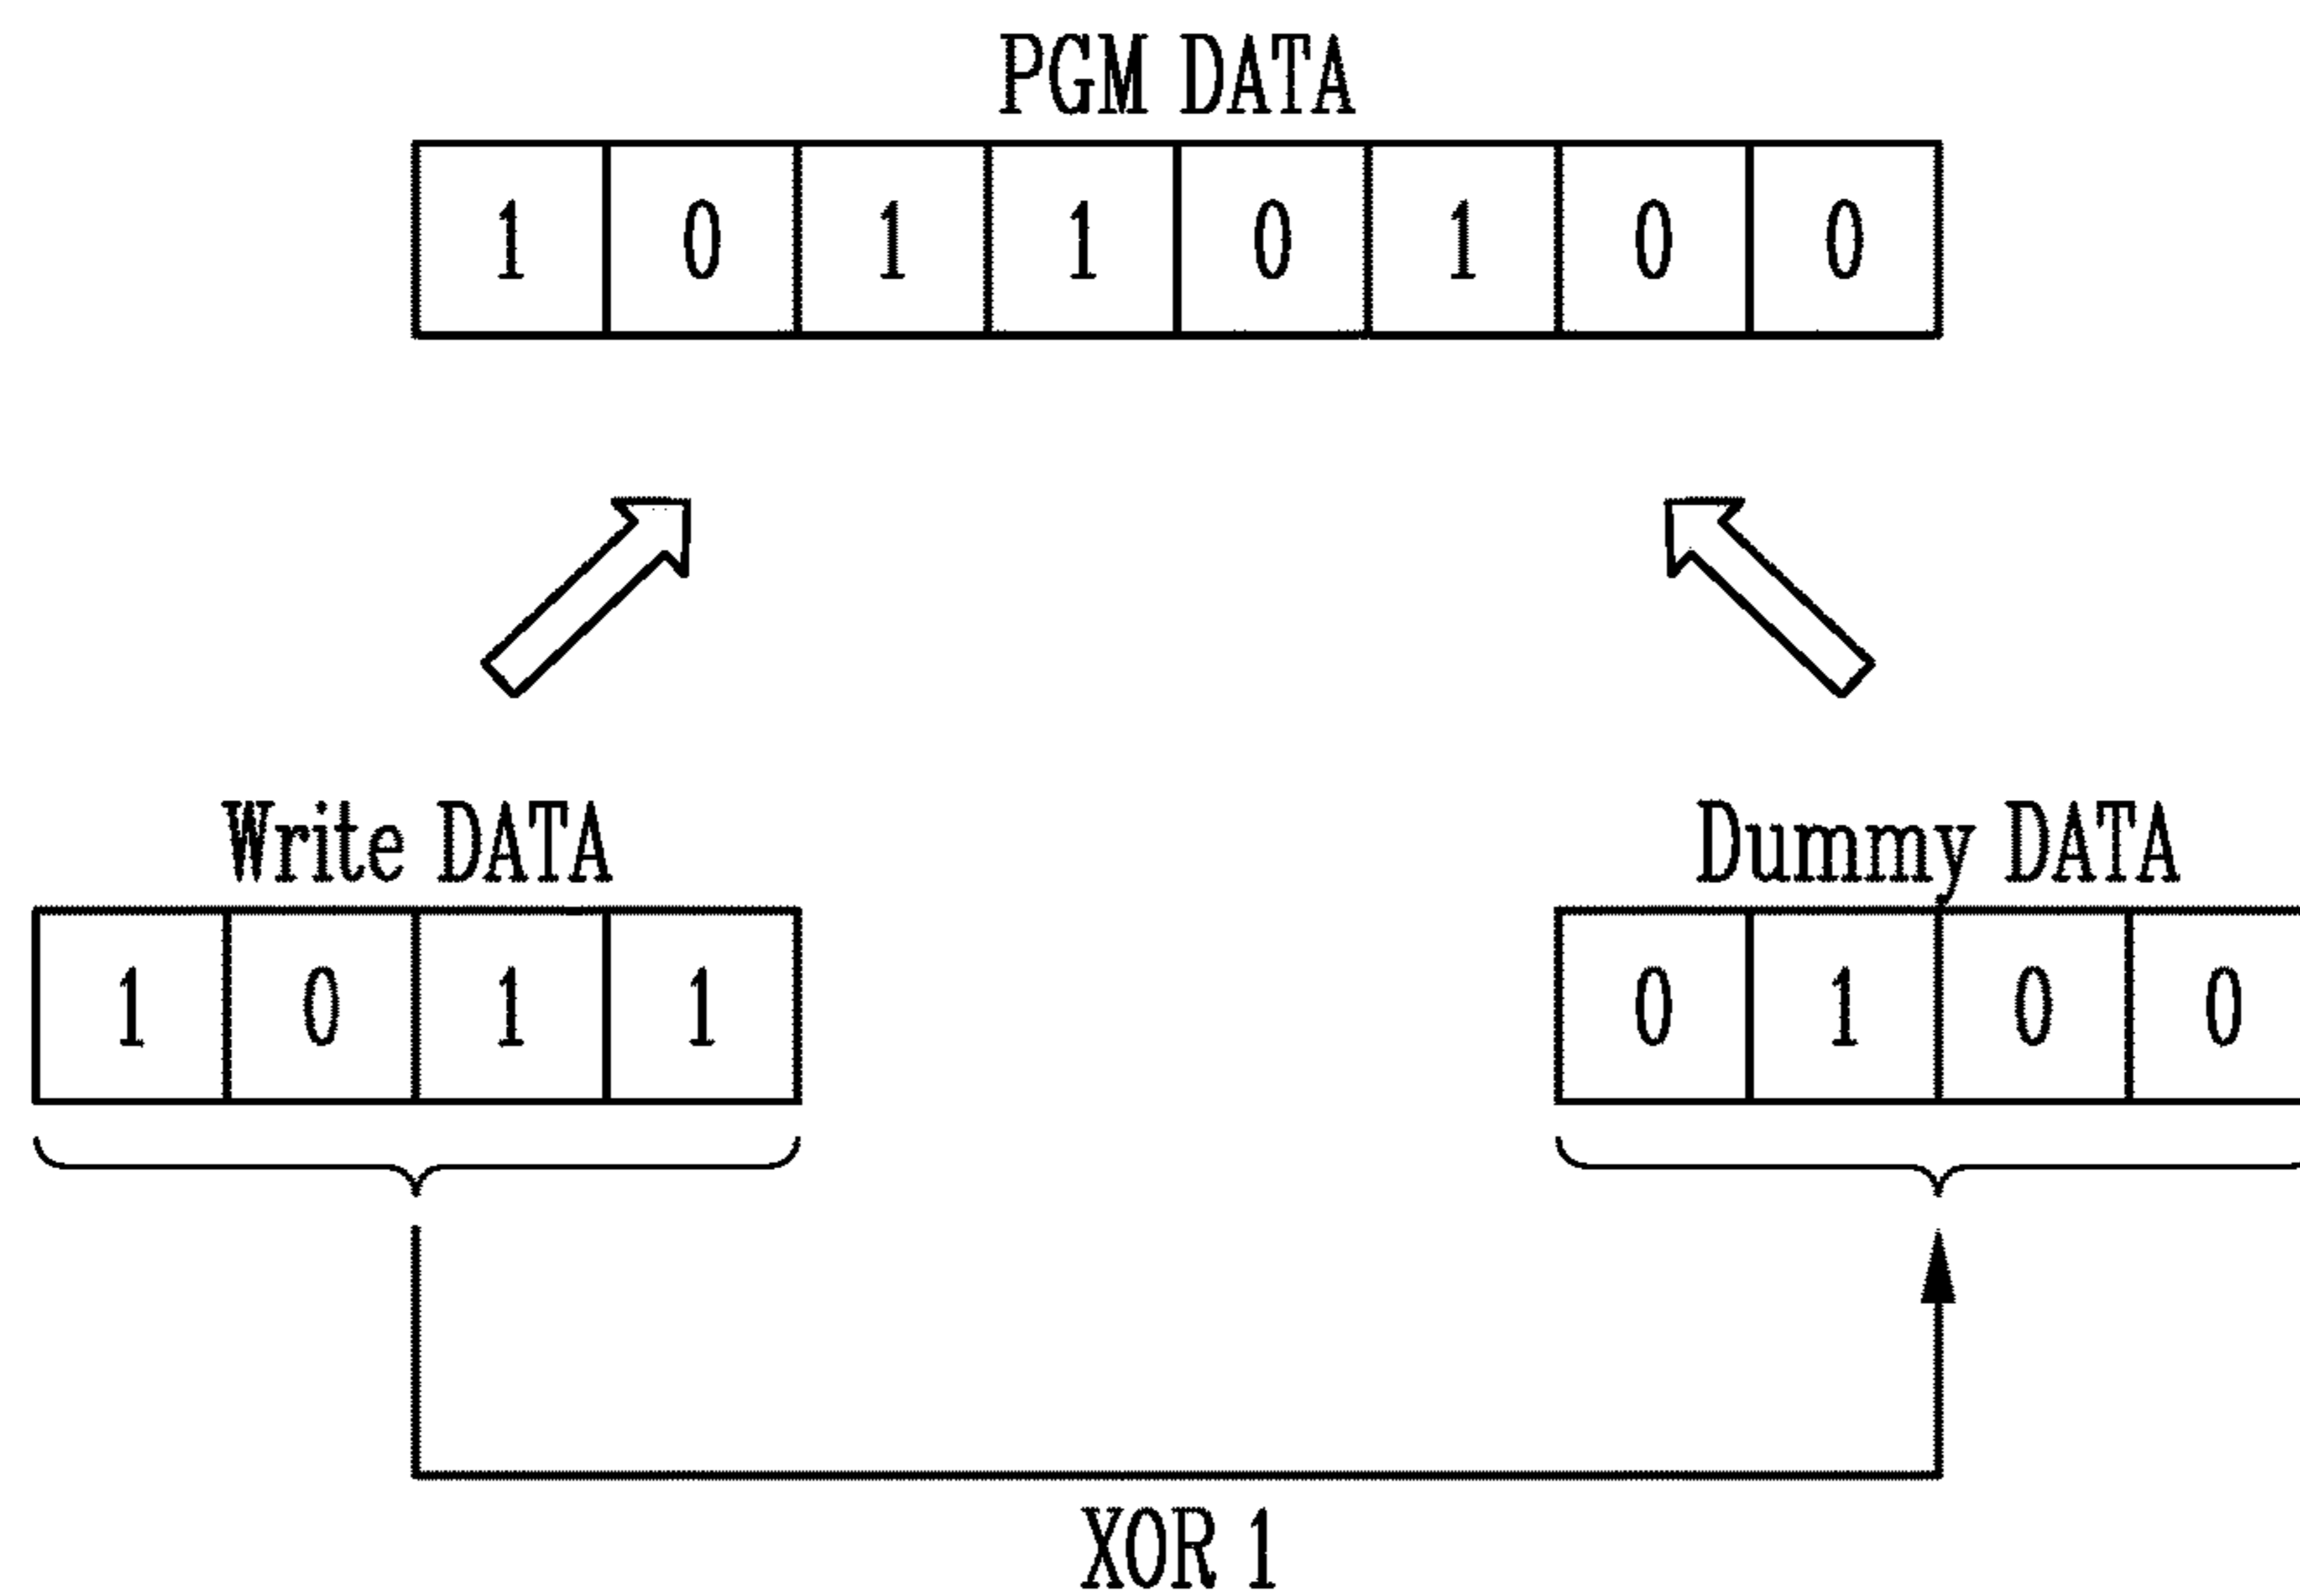 PGM DATA
1 0 1 1 0 1 0 0
Write DATA
Dummy DATA
1 0 1 1
0 1 0 0
XOR 1